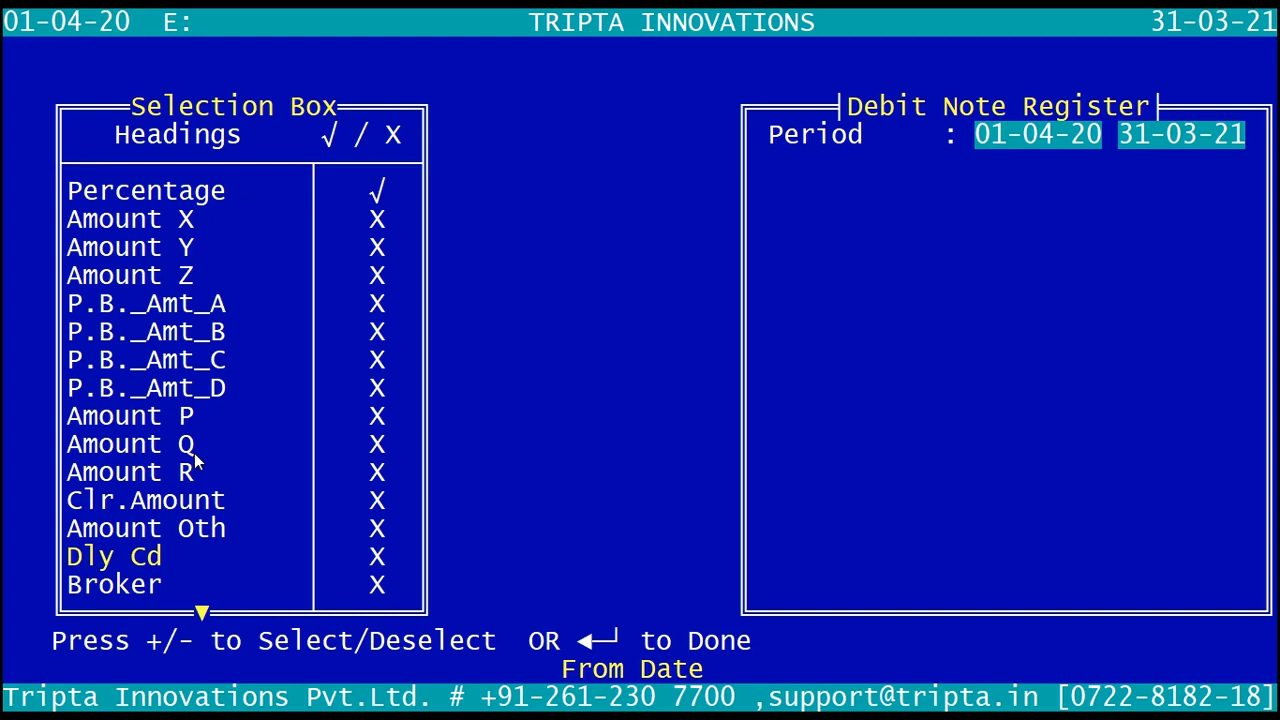 01-04-20 E: TRIPTA INNOVATIONS 31-03-21
Selection Box
Headings √ / X
Percentage √
Amount X X
Amount Y X
Amount Z X
P.B._Amt_A X
P.B._Amt_B X
P.B._Amt_C X
P.B._Amt_D X
Amount P X
Amount Q X
Amount R X
Clr.Amount X
Amount Oth X
Dly Cd X
Broker X
Debit Note Register
Period : 01-04-20 31-03-21
Press +/- to Select/Deselect OR ◄─┘ to Done
From Date
Tripta Innovations Pvt.Ltd. # +91-261-230 7700 ,support@tripta.in [0722-8182-18]